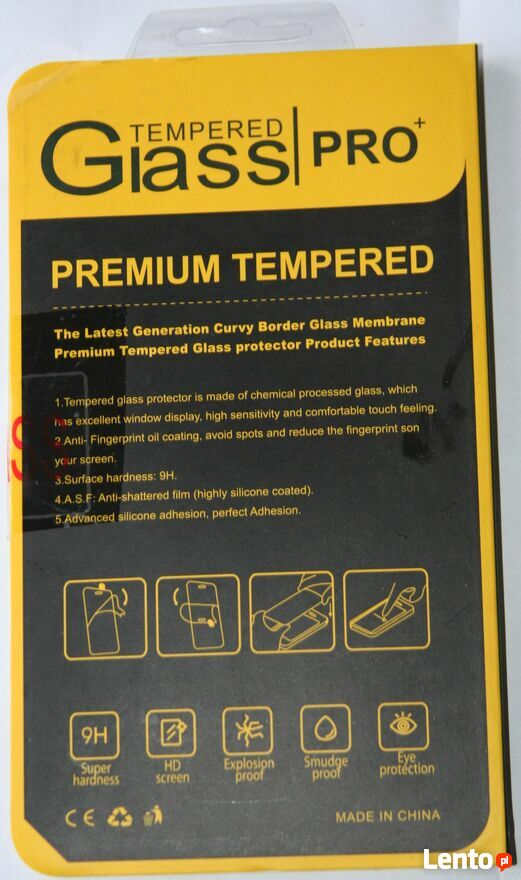 TEMPERED
Glass PRO+
PREMIUM TEMPERED
The Latest Generation Curvy Border Glass Membrane
Premium Tempered Glass protector Product Features
1.Tempered glass protector is made of chemical processed glass, which
has excellent window display, high sensitivity and comfortable touch feeling.
2.Anti- Fingerprint oil coating, avoid spots and reduce the fingerprint son
your screen.
3.Surface hardness: 9H.
4.A.S.F: Anti-shattered film (highly silicone coated).
5.Advanced silicone adhesion, perfect Adhesion.
9H
Super
hardness
HD
screen
Explosion
proof
Smudge
proof
Eye
protection
CE
MADE IN CHINA
Lento.pl